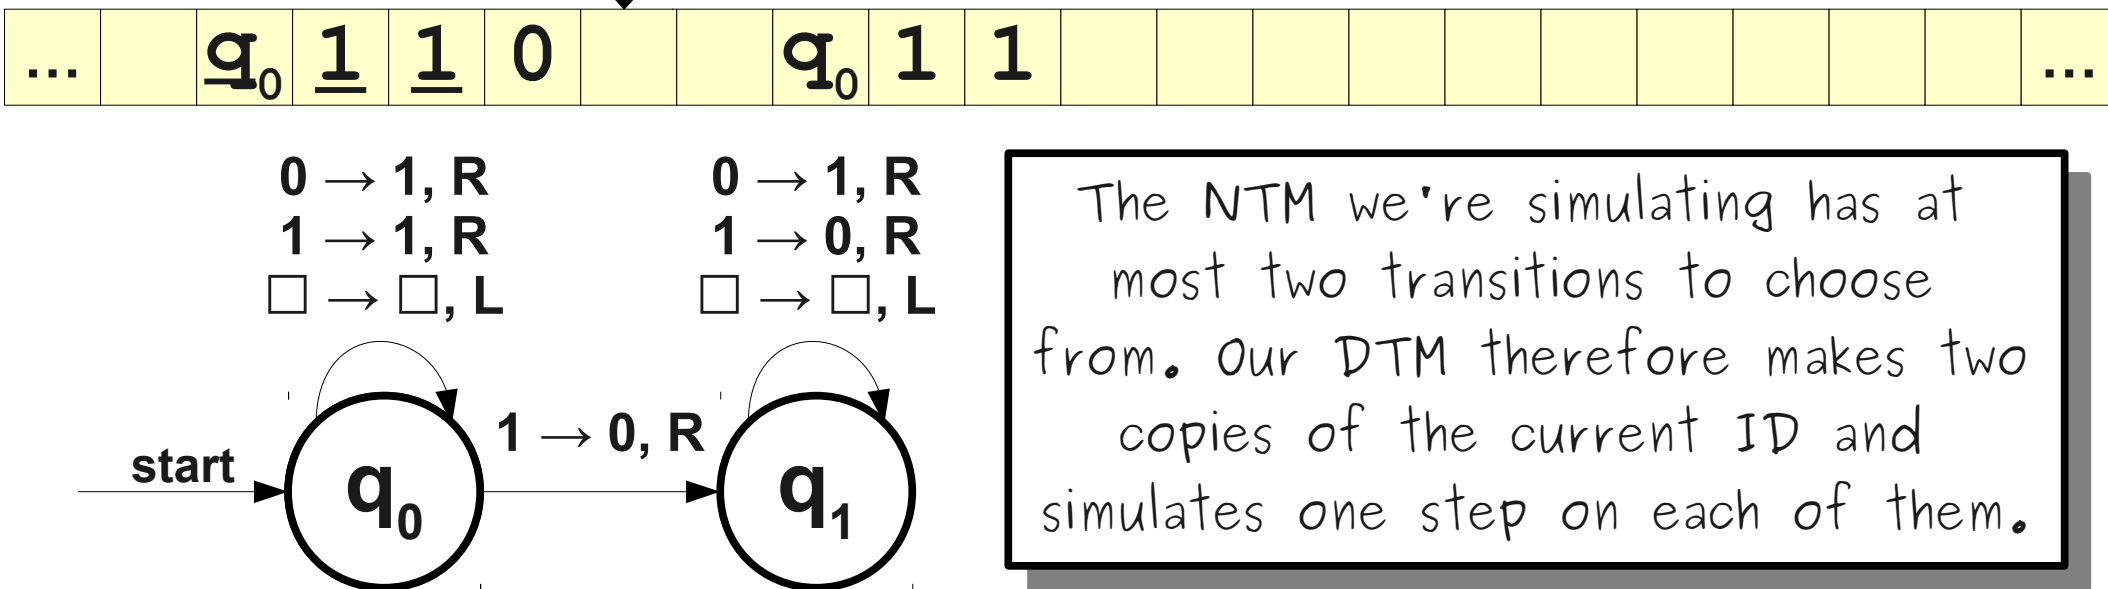 ... q₀ 1 1 0 q₀ 1 1 ...
0 → 1, R
1 → 1, R
□ → □, L
0 → 1, R
1 → 0, R
□ → □, L
start
q₀
1 → 0, R
q₁
The NTM we're simulating has at
most two transitions to choose
from. Our DTM therefore makes two
copies of the current ID and
simulates one step on each of them.